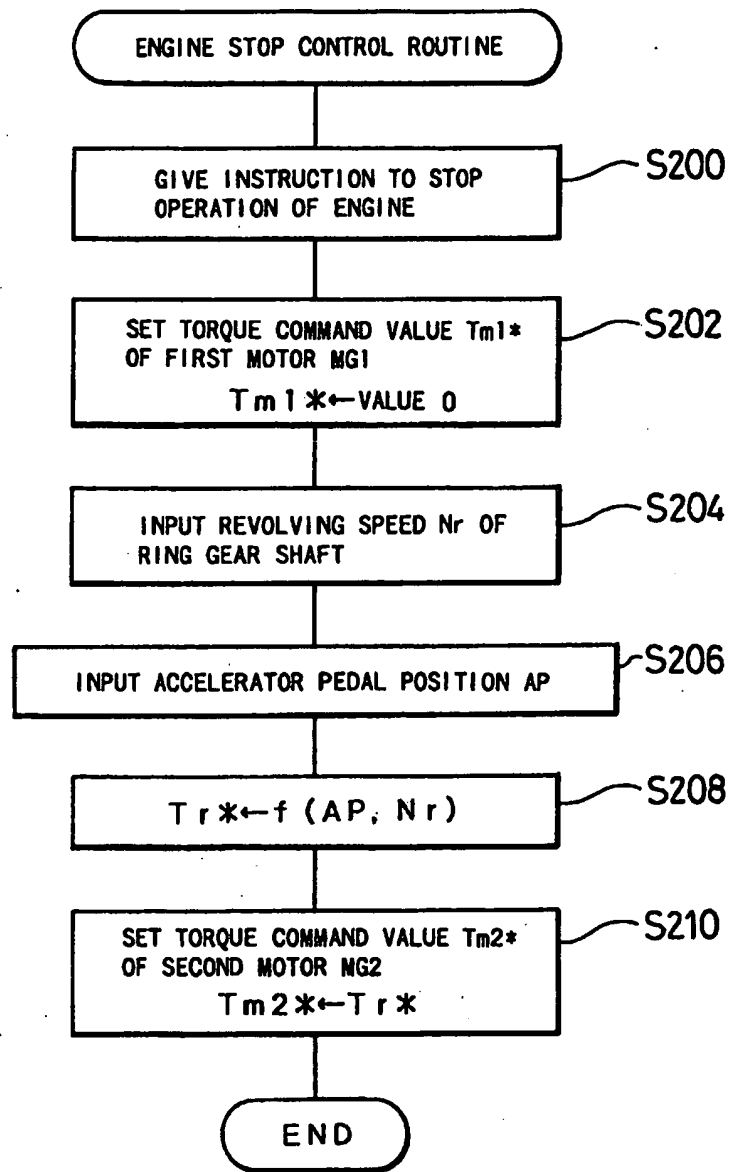 ENGINE STOP CONTROL ROUTINE
GIVE INSTRUCTION TO STOP
OPERATION OF ENGINE
S200
SET TORQUE COMMAND VALUE Tm1*
OF FIRST MOTOR MG1
Tm1*←VALUE 0
S202
INPUT REVOLVING SPEED Nr OF
RING GEAR SHAFT
S204
INPUT ACCELERATOR PEDAL POSITION AP
S206
Tr*←f (AP, Nr)
S208
SET TORQUE COMMAND VALUE Tm2*
OF SECOND MOTOR MG2
Tm2*←Tr*
S210
END